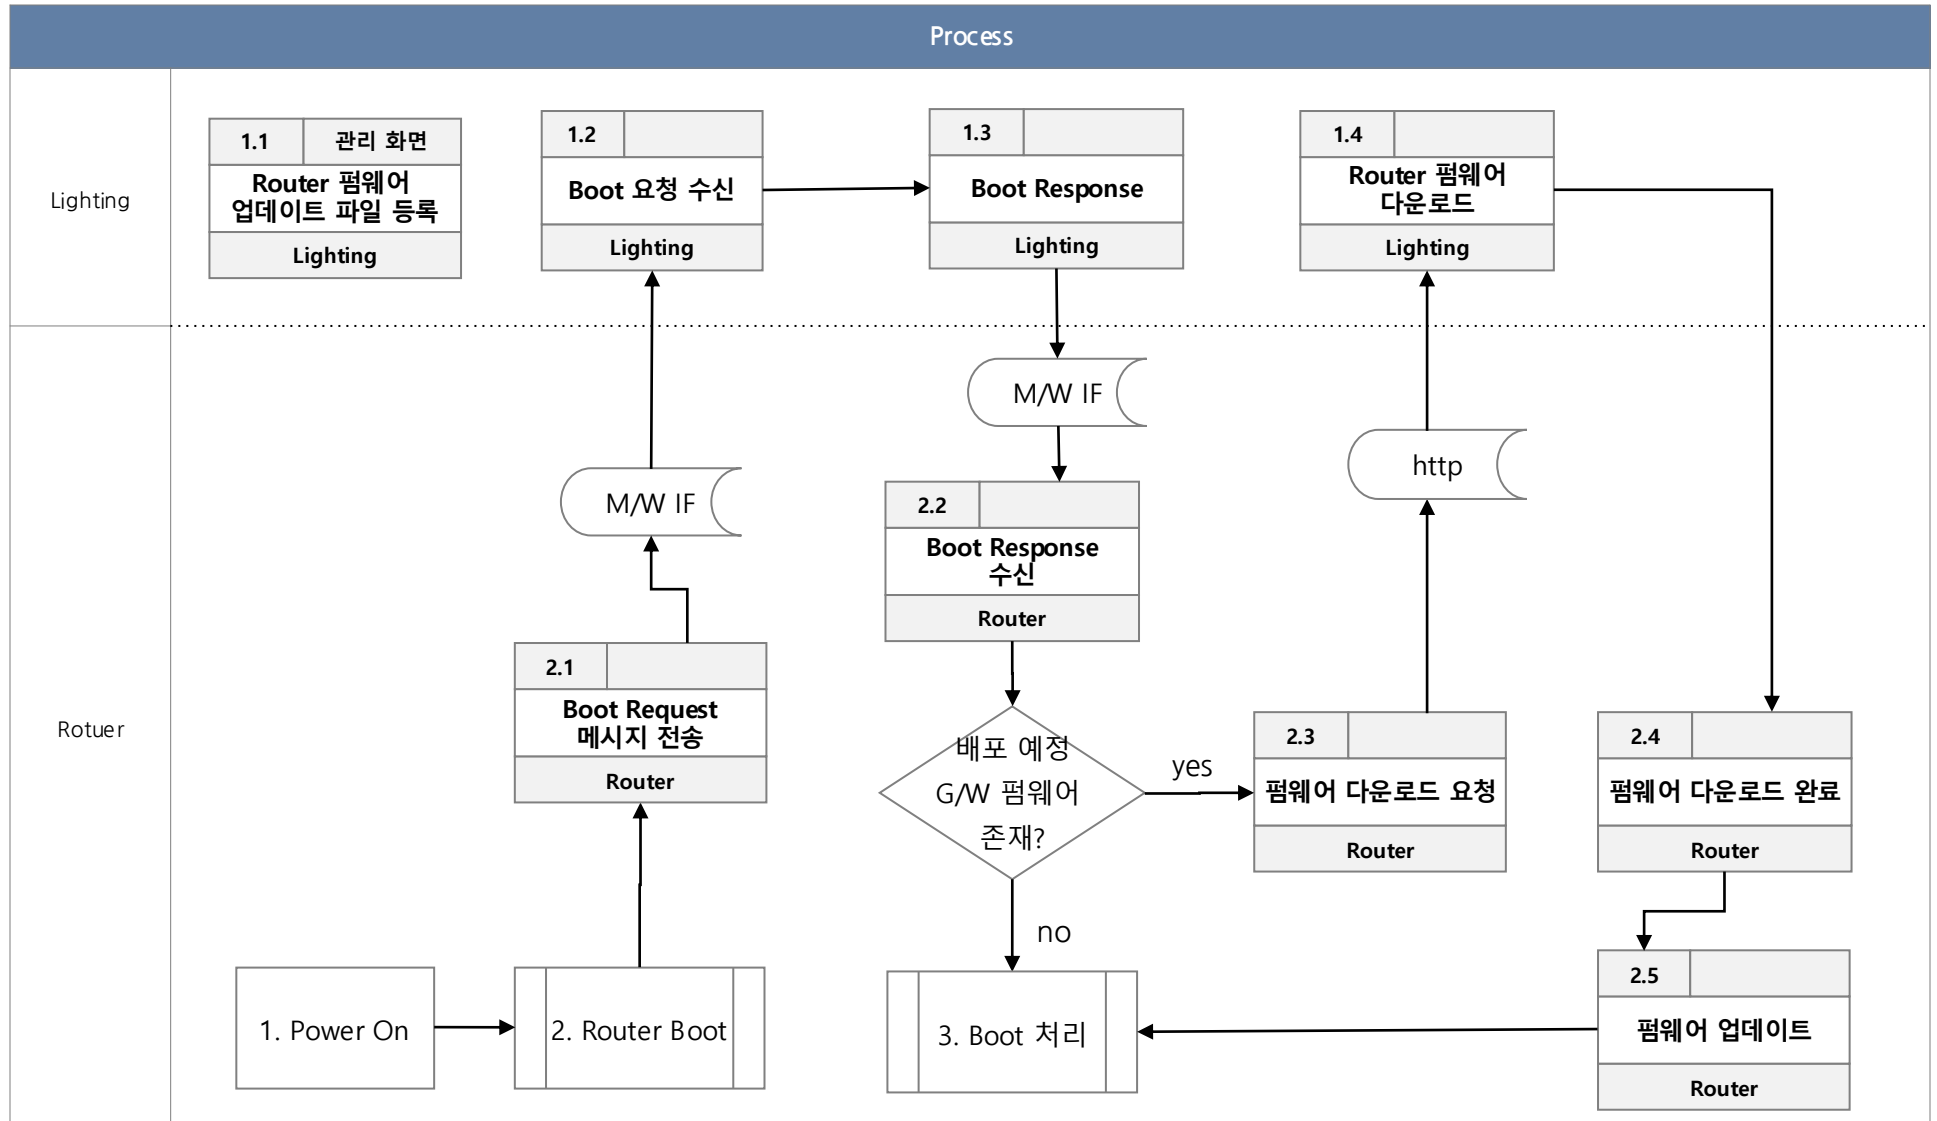 Process
Lighting
1.1
관리 화면
Router 펌웨어
업데이트 파일 등록
Lighting
1.2
Boot 요청 수신
Lighting
1.3
Boot Response
Lighting
1.4
Router 펌웨어
다운로드
Lighting
Rotuer
M/W IF
M/W IF
http
2.1
Boot Request
메시지 전송
Router
2.2
Boot Response
수신
Router
배포 예정
G/W 펌웨어
존재?
yes
no
2.3
펌웨어 다운로드 요청
Router
2.4
펌웨어 다운로드 완료
Router
1. Power On
2. Router Boot
3. Boot 처리
2.5
펌웨어 업데이트
Router